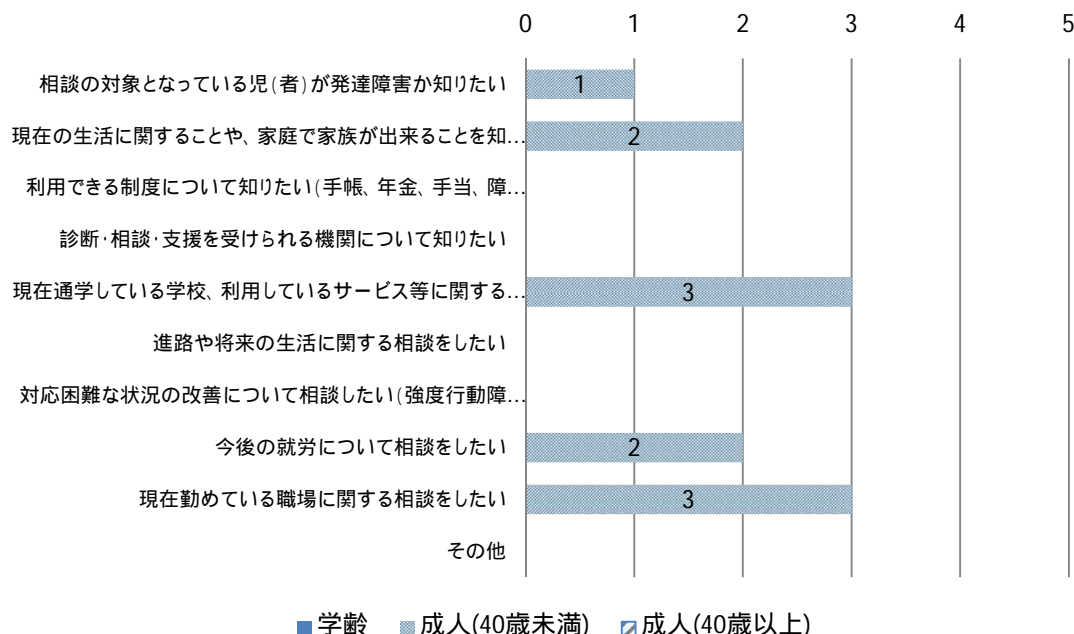 0 1 2 3 4 5
相談の対象となっている児(者)が発達障害か知りたい
1
現在の生活に関することや、家庭で家族が出来ることを知…
2
利用できる制度について知りたい(手帳、年金、手当、障…
診断・相談・支援を受けられる機関について知りたい
現在通学している学校、利用しているサービス等に関する…
3
進路や将来の生活に関する相談をしたい
対応困難な状況の改善について相談したい(強度行動障…
今後の就労について相談をしたい
2
現在勤めている職場に関する相談をしたい
3
その他
学齢 成人(40歳未満) 成人(40歳以上)